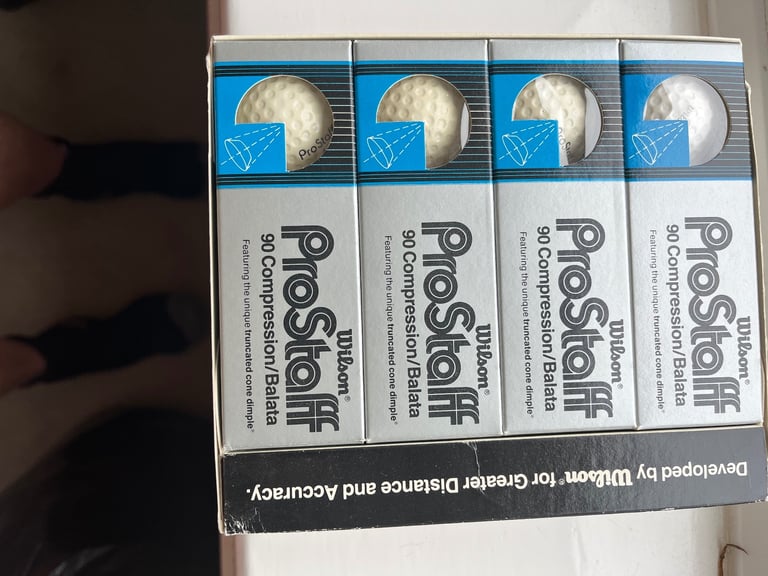 ProSta
Wilson®
ProStaff
90 Compression/Balata
Featuring the unique truncated cone dimple®
Wilson®
ProStaff
90 Compression/Balata
Featuring the unique truncated cone dimple®
ProSta
Wilson®
ProStaff
90 Compression/Balata
Featuring the unique truncated cone dimple®
Wilson®
ProStaff
90 Compression/Balata
Featuring the unique truncated cone dimple®
Developed by Wilson® for Greater Distance and Accuracy.